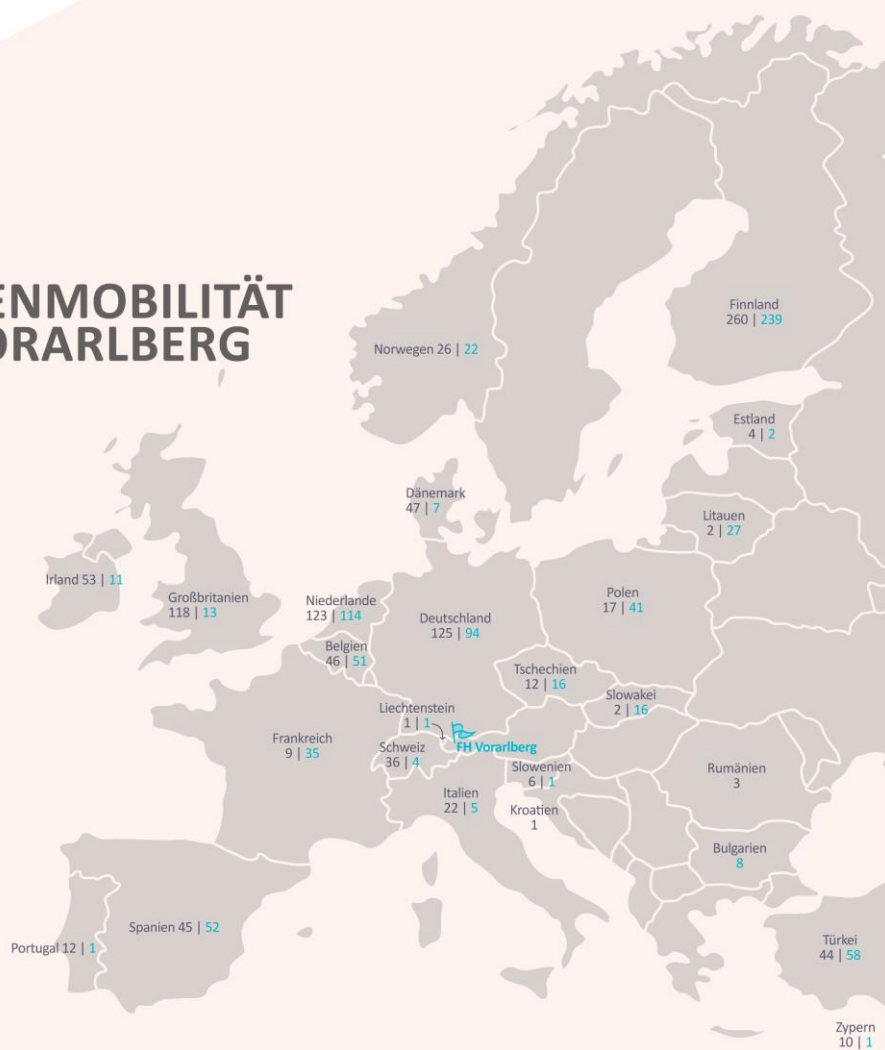 ENMOBILITÄT
ORARLBERG
Finnland
260 | 239
Norwegen 26 | 22
Estland
4 | 2
Dänemark
47 | 7
Litauen
2 | 27
Irland 53 | 11
Großbritanien
118 | 13
Niederlande
123 | 114
Deutschland
125 | 94
Polen
17 | 41
Belgien
46 | 51
Tschechien
12 | 16
Slowakei
2 | 16
Liechtenstein
1 | 1
Frankreich
9 | 35
Schweiz
36 | 4
FH Vorarlberg
Slowenien
6 | 1
Rumänien
3
Italien
22 | 5
Kroatien
1
Bulgarien
8
Spanien 45 | 52
Portugal 12 | 1
Türkei
44 | 58
Zypern
10 | 1